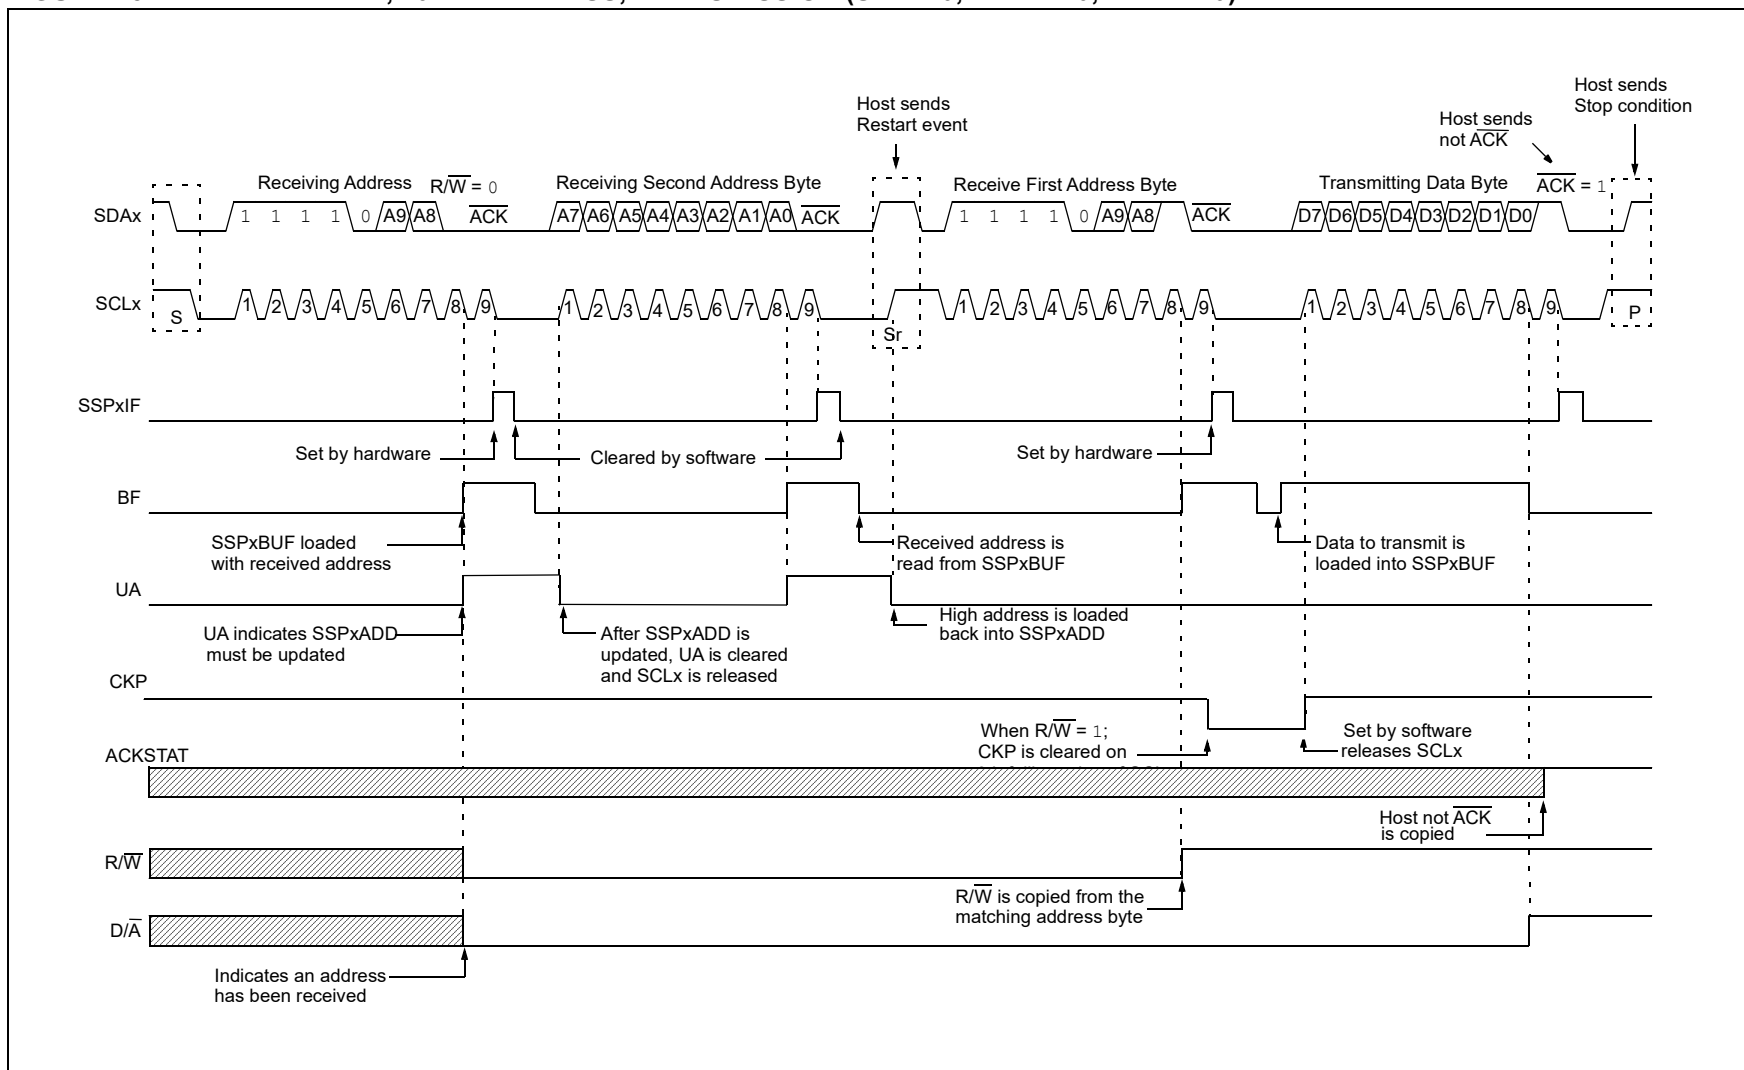 Host sends
Restart event
Host sends
Stop condition
Host sends
not ACK
Receiving Address R/W = 0
Receiving Second Address Byte
Receive First Address Byte
Transmitting Data Byte
ACK = 1
SDAx
1 1 1 1 0 A9 A8 ACK
A7 A6 A5 A4 A3 A2 A1 A0 ACK
1 1 1 1 0 A9 A8 ACK
D7 D6 D5 D4 D3 D2 D1 D0
SCLx
S
1 2 3 4 5 6 7 8 9
1 2 3 4 5 6 7 8 9
Sr
1 2 3 4 5 6 7 8 9
1 2 3 4 5 6 7 8 9
P
SSPxIF
Set by hardware
Cleared by software
Set by hardware
BF
SSPxBUF loaded
with received address
Received address is
read from SSPxBUF
Data to transmit is
loaded into SSPxBUF
UA
UA indicates SSPxADD
must be updated
After SSPxADD is
updated, UA is cleared
and SCLx is released
High address is loaded
back into SSPxADD
CKP
When R/W = 1;
CKP is cleared on
Set by software
releases SCLx
ACKSTAT
Host not ACK
is copied
R/W
R/W is copied from the
matching address byte
D/A
Indicates an address
has been received